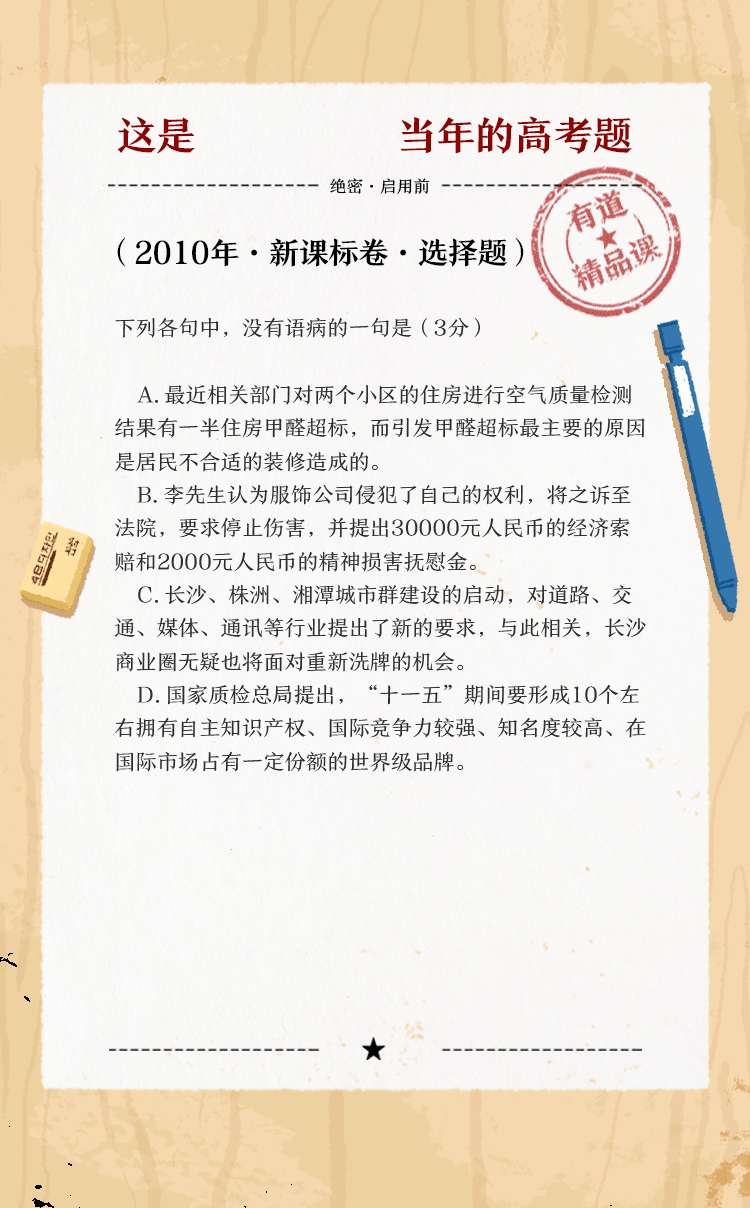 这是 当年的高考题
绝密·启用前
（2010年·新课标卷·选择题）
有道
精品课
下列各句中，没有语病的一句是（3分）
A. 最近相关部门对两个小区的住房进行空气质量检测
结果有一半住房甲醛超标，而引发甲醛超标最主要的原因
是居民不合适的装修造成的。
B. 李先生认为服饰公司侵犯了自己的权利，将之诉至
法院，要求停止伤害，并提出30000元人民币的经济索
赔和2000元人民币的精神损害抚慰金。
C. 长沙、株洲、湘潭城市群建设的启动，对道路、交
通、媒体、通讯等行业提出了新的要求，与此相关，长沙
商业圈无疑也将面对重新洗牌的机会。
D. 国家质检总局提出，“十一五”期间要形成10个左
右拥有自主知识产权、国际竞争力较强、知名度较高、在
国际市场占有一定份额的世界级品牌。